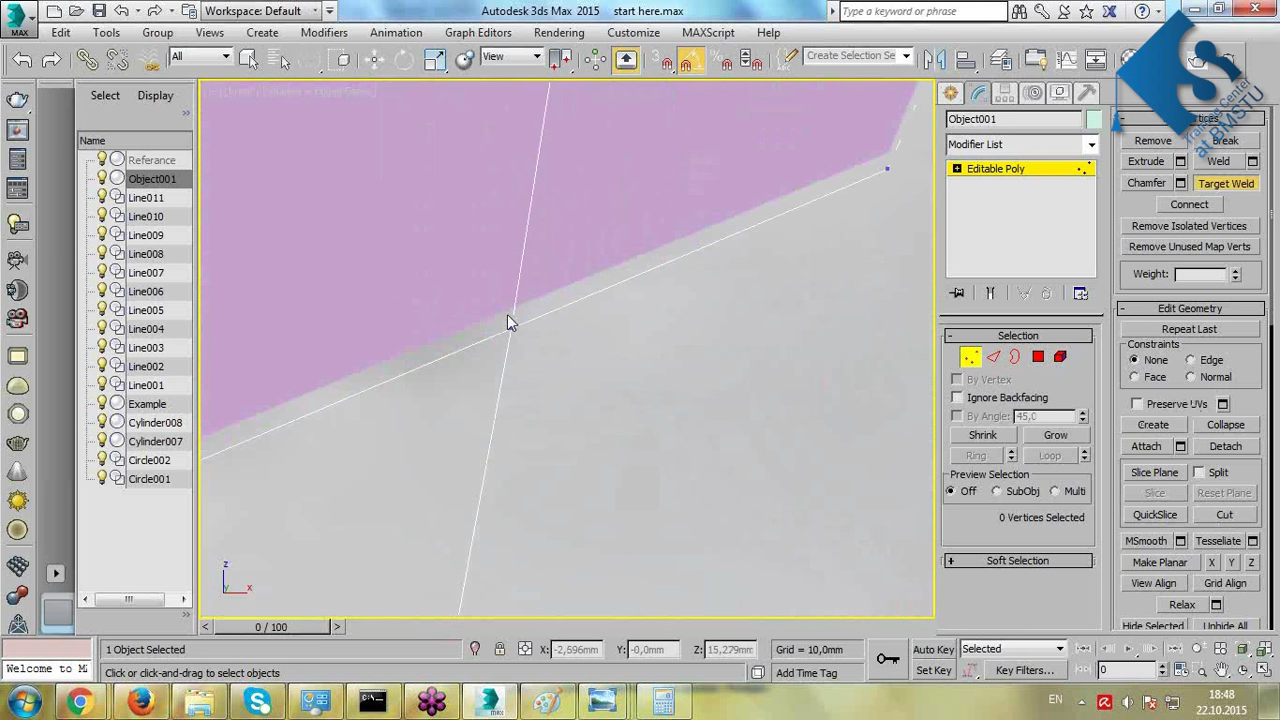 MAX
Workspace: Default
Autodesk 3ds Max 2015 start here.max
Type a keyword or phrase
Edit
Tools
Group
Views
Create
Modifiers
Animation
Graph Editors
Rendering
Customize
MAXScript
Help
All
View
3
%
Create Selection Se
Training Center
at BMSTU
Select
Display
Name
Referance
Object001
Line011
Line010
Line009
Line008
Line007
Line006
Line005
Line004
Line003
Line002
Line001
Example
Cylinder008
Cylinder007
Circle002
Circle001
z
y
x
Object001
Modifier List
Editable Poly
Selection
By Vertex
Ignore Backfacing
By Angle: 45,0
Shrink
Grow
Ring
Loop
Preview Selection
Off
SubObj
Multi
0 Vertices Selected
Soft Selection
Remove
Break
Extrude
Weld
Chamfer
Target Weld
Connect
Remove Isolated Vertices
Remove Unused Map Verts
Weight:
Edit Geometry
Repeat Last
Constraints
None
Edge
Face
Normal
Preserve UVs
Create
Collapse
Attach
Detach
Slice Plane
Split
Slice
Reset Plane
QuickSlice
Cut
MSmooth
Tessellate
Make Planar
X
Y
Z
View Align
Grid Align
Relax
Hide Selected
Unhide All
0 / 100
1 Object Selected
X: -2,596mm
Y: -0,0mm
Z: 15,279mm
Grid = 10,0mm
Auto Key
Selected
Welcome to M
Click or click-and-drag to select objects
Add Time Tag
Set Key
Key Filters...
0
EN
18:48
22.10.2015